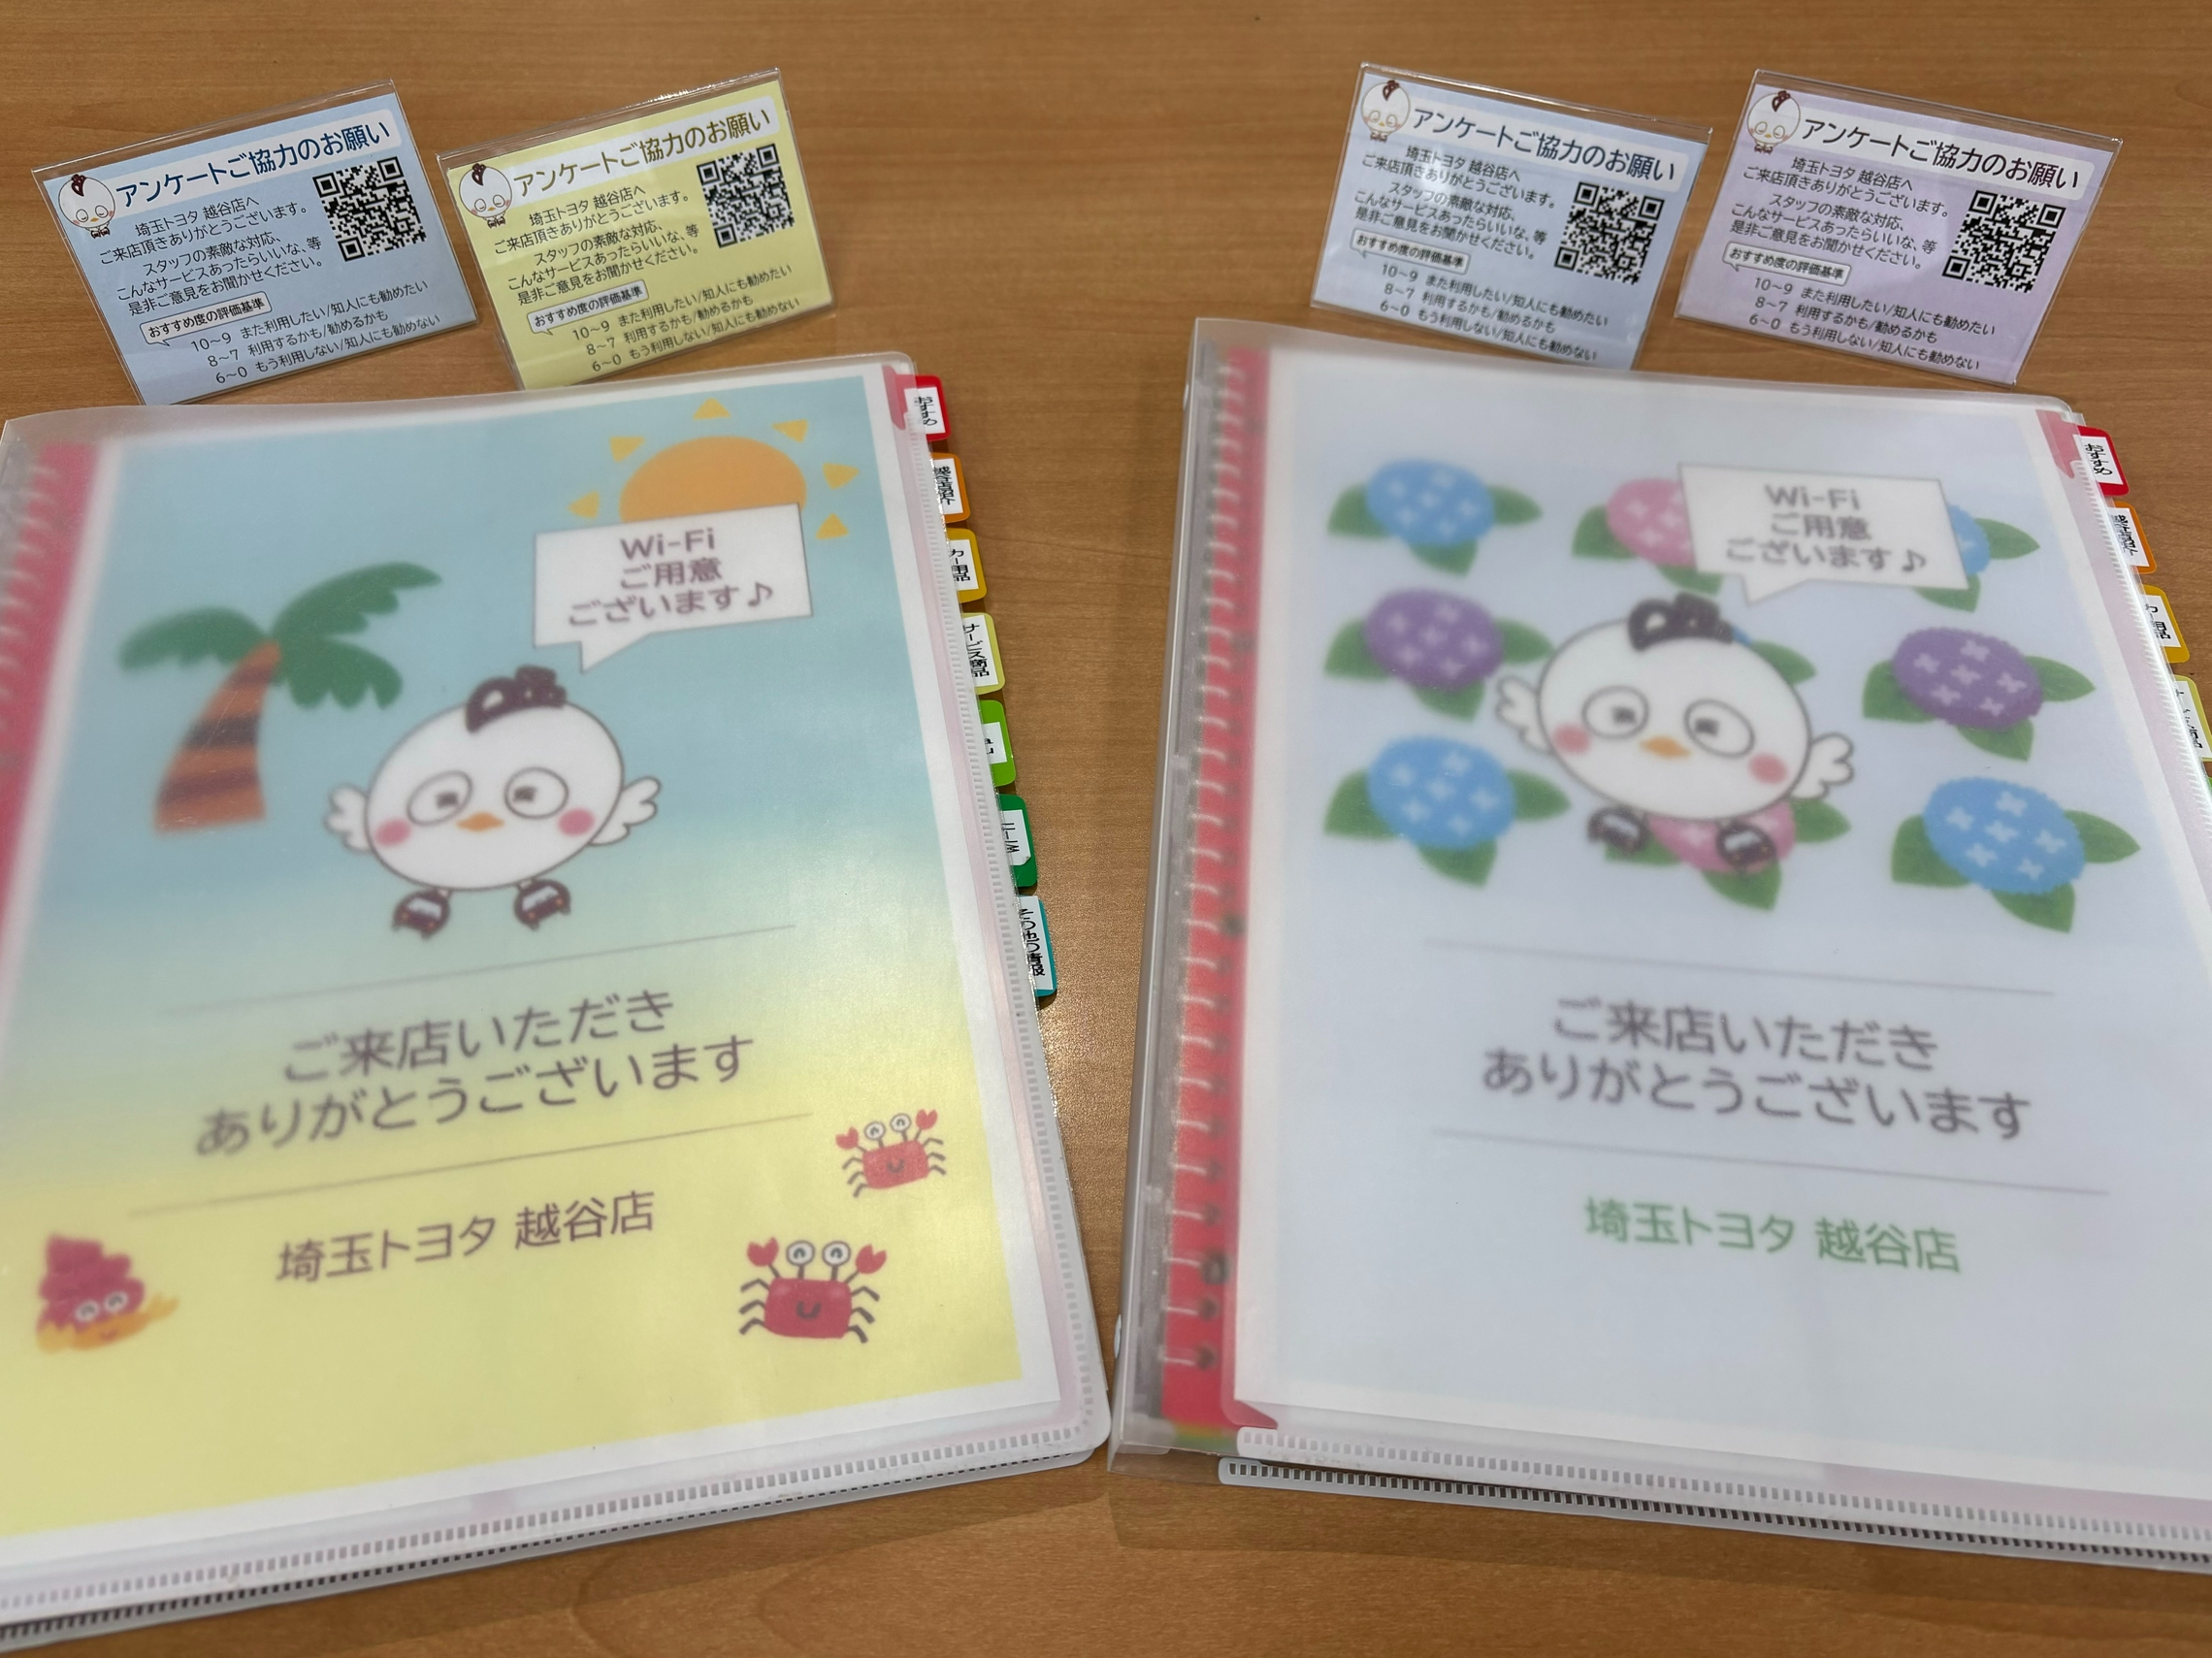 アンケートご協力のお願い
埼玉トヨタ 越谷店へ
ご来店頂きありがとうございます。
スタッフの素敵な対応、
こんなサービスあったらいいな、等
是非ご意見をお聞かせください。
おすすめ度の評価基準
10~9 また利用したい/知人にも勧めたい
8~7 利用するかも/勧めるかも
6~0 もう利用しない/知人にも勧めない
アンケートご協力のお願い
埼玉トヨタ 越谷店へ
ご来店頂きありがとうございます。
スタッフの素敵な対応、
こんなサービスあったらいいな、等
是非ご意見をお聞かせください。
おすすめ度の評価基準
10~9 また利用したい/知人にも勧めたい
8~7 利用するかも/勧めるかも
6~0 もう利用しない/知人にも勧めない
アンケートご協力のお願い
埼玉トヨタ 越谷店へ
ご来店頂きありがとうございます。
スタッフの素敵な対応、
こんなサービスあったらいいな、等
是非ご意見をお聞かせください。
おすすめ度の評価基準
10~9 また利用したい/知人にも勧めたい
8~7 利用するかも/勧めるかも
6~0 もう利用しない/知人にも勧めない
アンケートご協力のお願い
埼玉トヨタ 越谷店へ
ご来店頂きありがとうございます。
スタッフの素敵な対応、
こんなサービスあったらいいな、等
是非ご意見をお聞かせください。
おすすめ度の評価基準
10~9 また利用したい/知人にも勧めたい
8~7 利用するかも/勧めるかも
6~0 もう利用しない/知人にも勧めない
Wi-Fi
ご用意
ございます♪
ご来店いただき
ありがとうございます
埼玉トヨタ 越谷店
おすすめ
カー用品
サービス商品
その他の情報
Wi-Fi
ご用意
ございます♪
ご来店いただき
ありがとうございます
埼玉トヨタ 越谷店
おすすめ